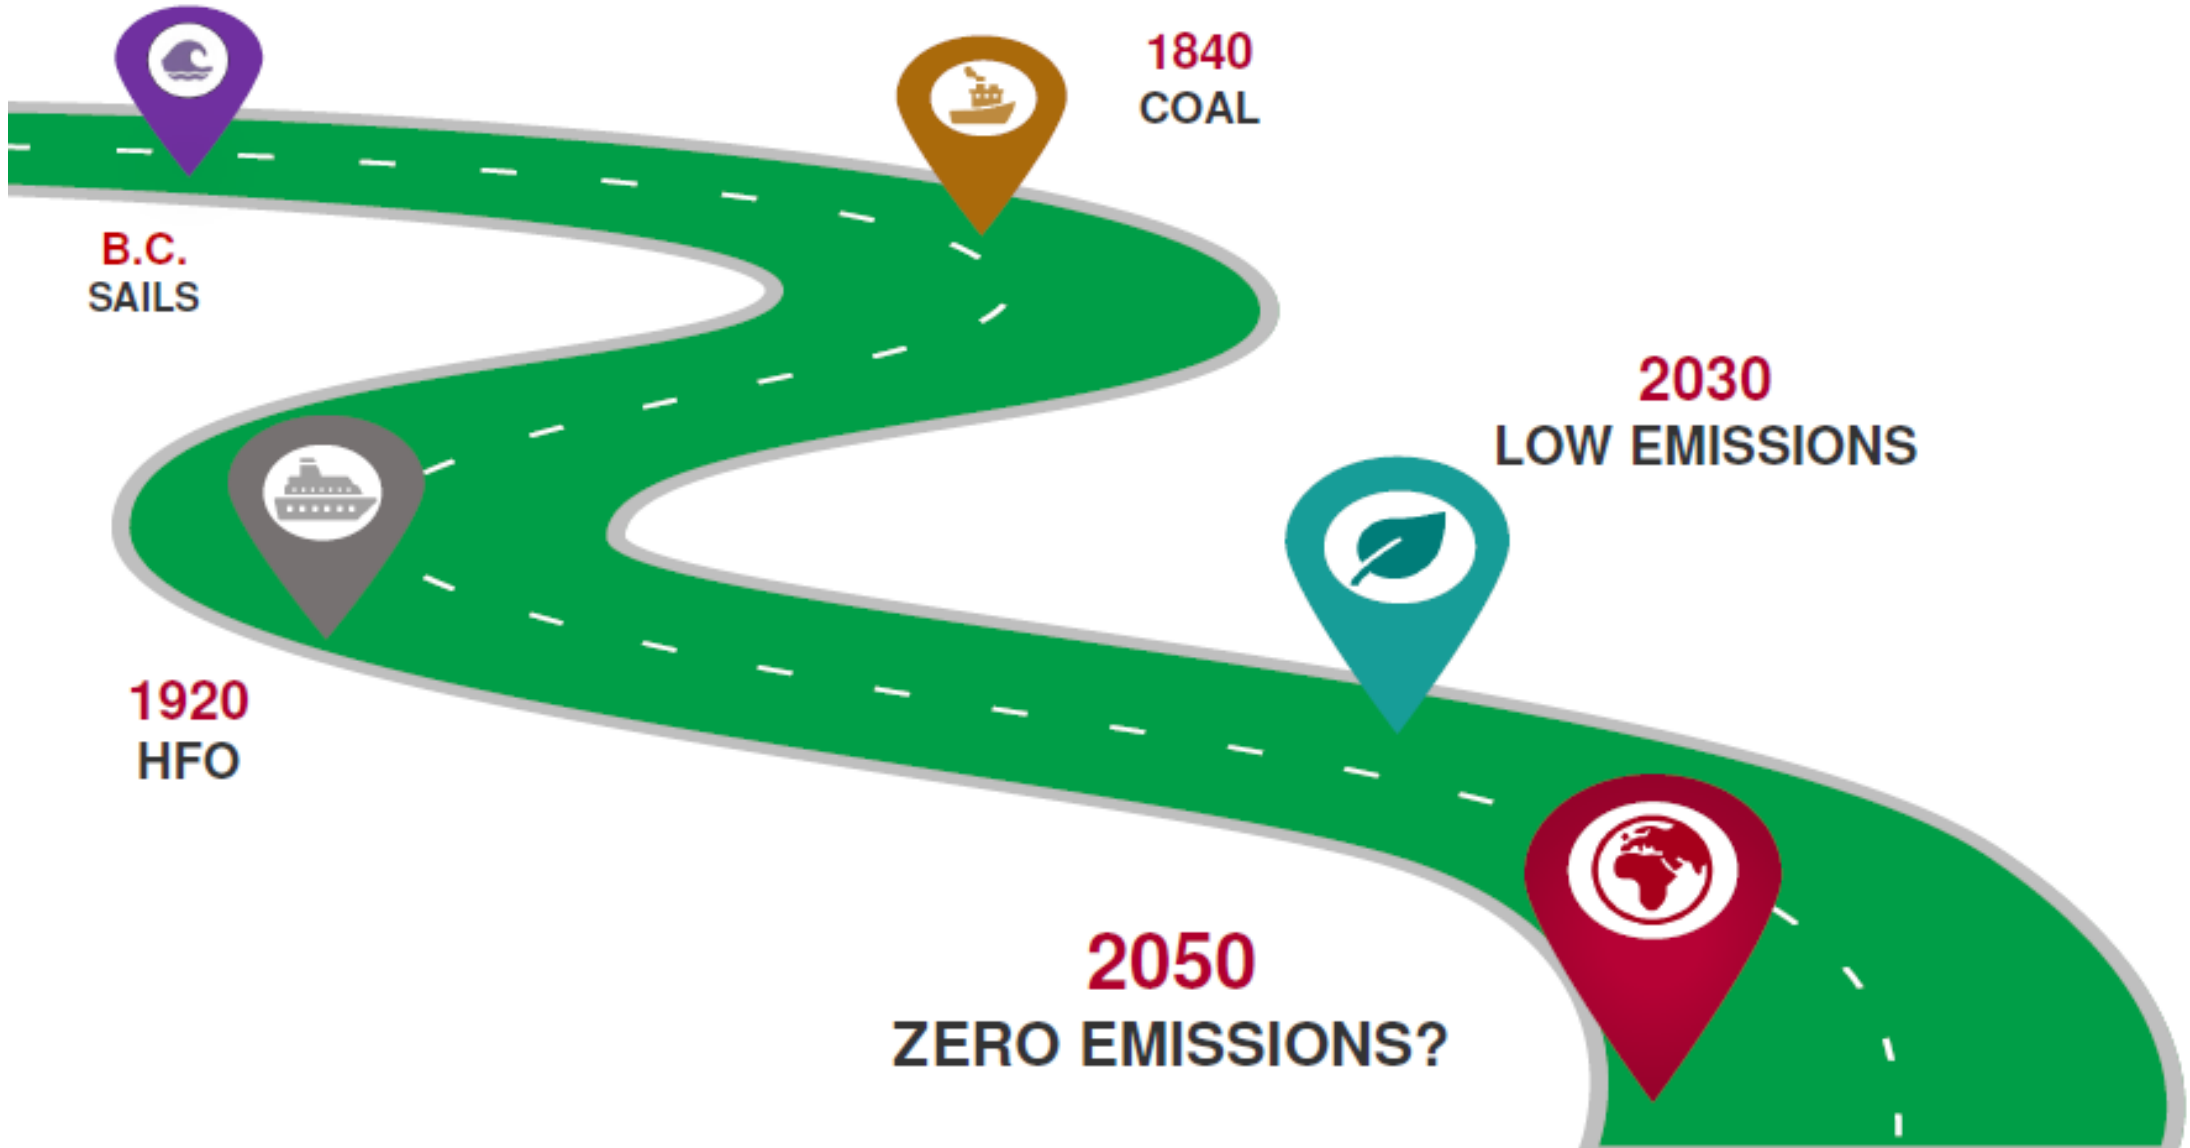 B.C.
SAILS
1840
COAL
1920
HFO
2030
LOW EMISSIONS
2050
ZERO EMISSIONS?